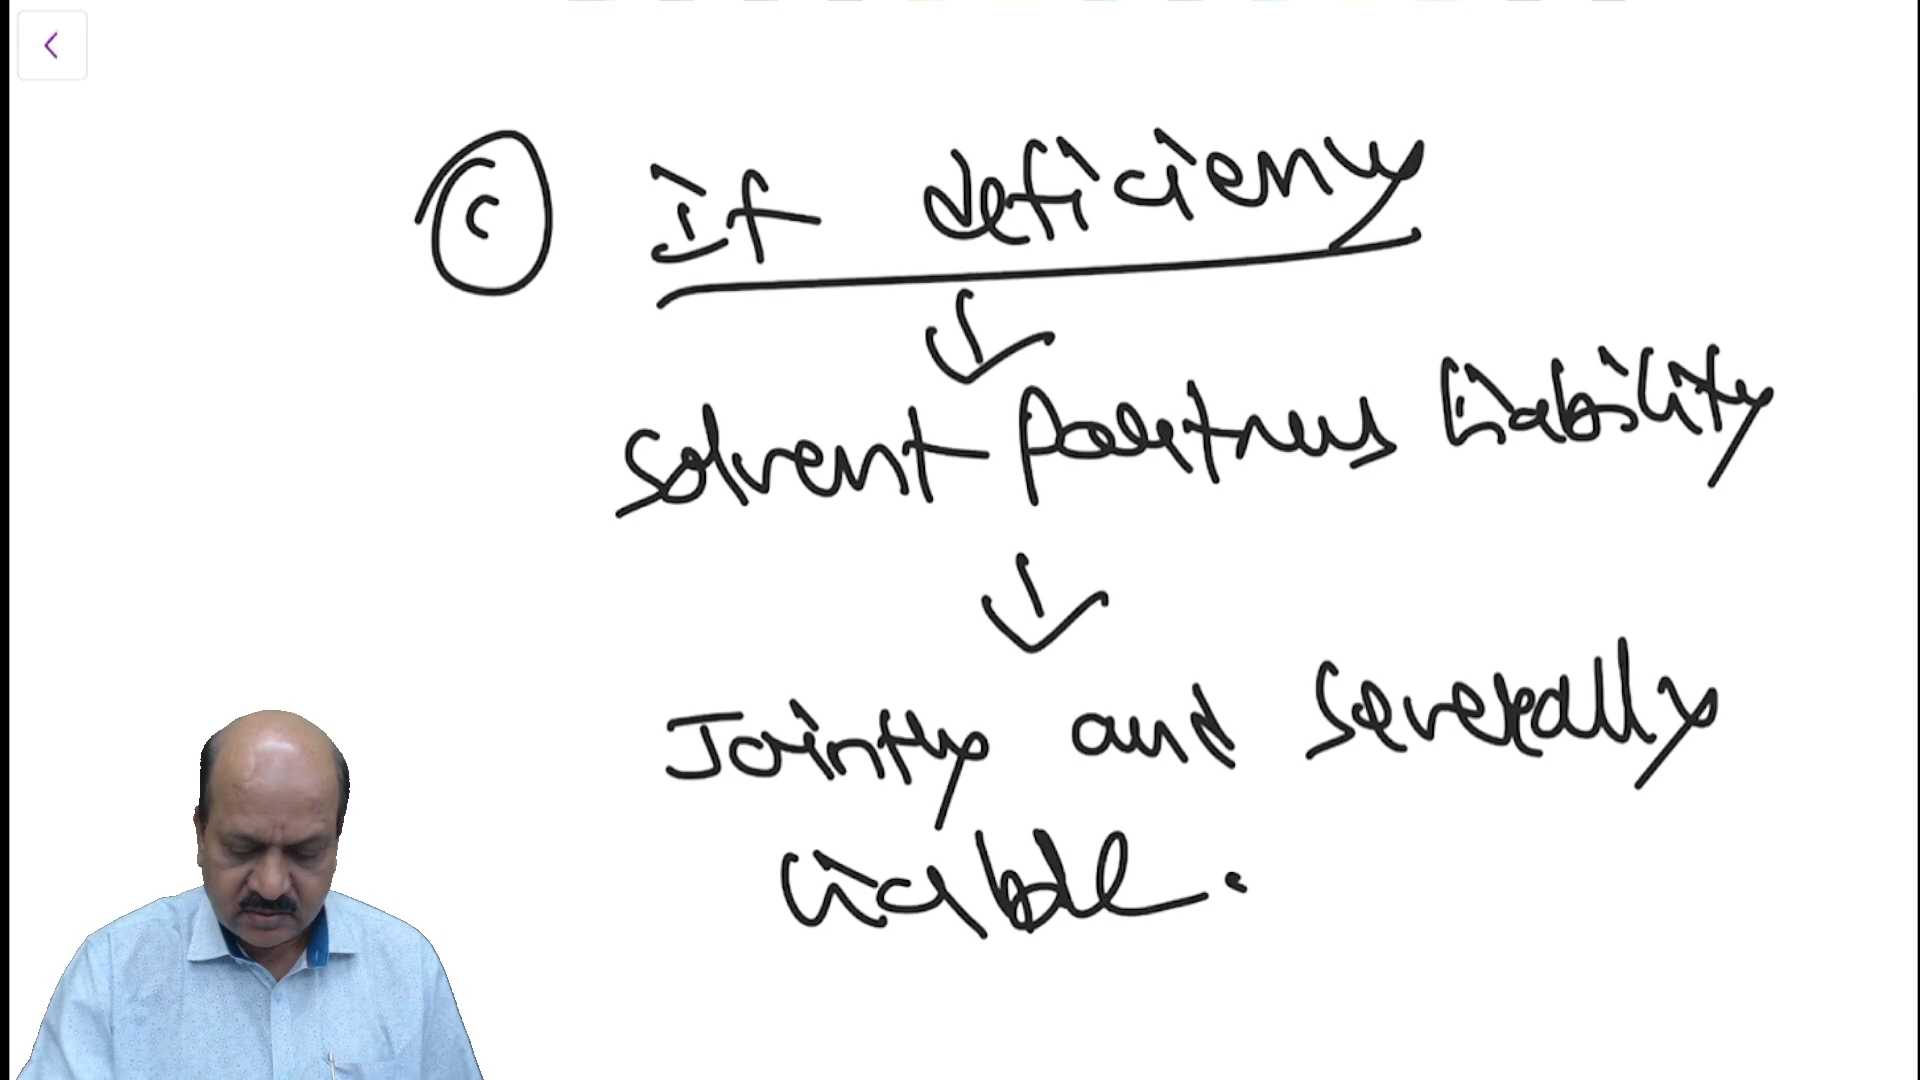 C If deficiency
Solvent Partners liability
Jointly and Severally
liable.